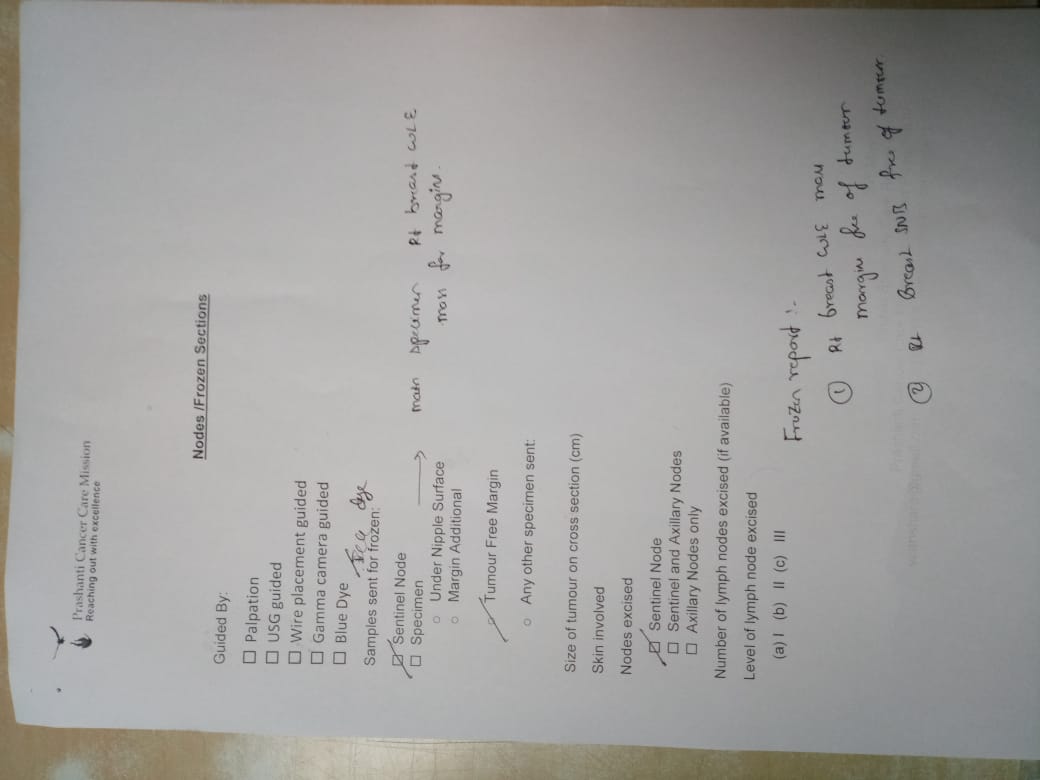 Prashanti Cancer Care Mission
Reaching out with excellence
Nodes /Frozen Sections
Guided By:
□ Palpation
□ USG guided
□ Wire placement guided
□ Gamma camera guided
□ Blue Dye ICG dye
Samples sent for frozen:
☑ Sentinel Node
□ Specimen → main specimen Rt breast WLE
mass for margins.
○ Under Nipple Surface
○ Margin Additional
○ Tumour Free Margin
○ Any other specimen sent:
Size of tumour on cross section (cm)
Skin involved
Nodes excised
☑ Sentinel Node
□ Sentinel and Axillary Nodes
□ Axillary Nodes only
Number of lymph nodes excised (if available)
Level of lymph node excised
(a) I (b) II (c) III
Frozen report :-
① Rt breast WLE mass
margins free of tumour
② Rt Breast SNB free of tumour.